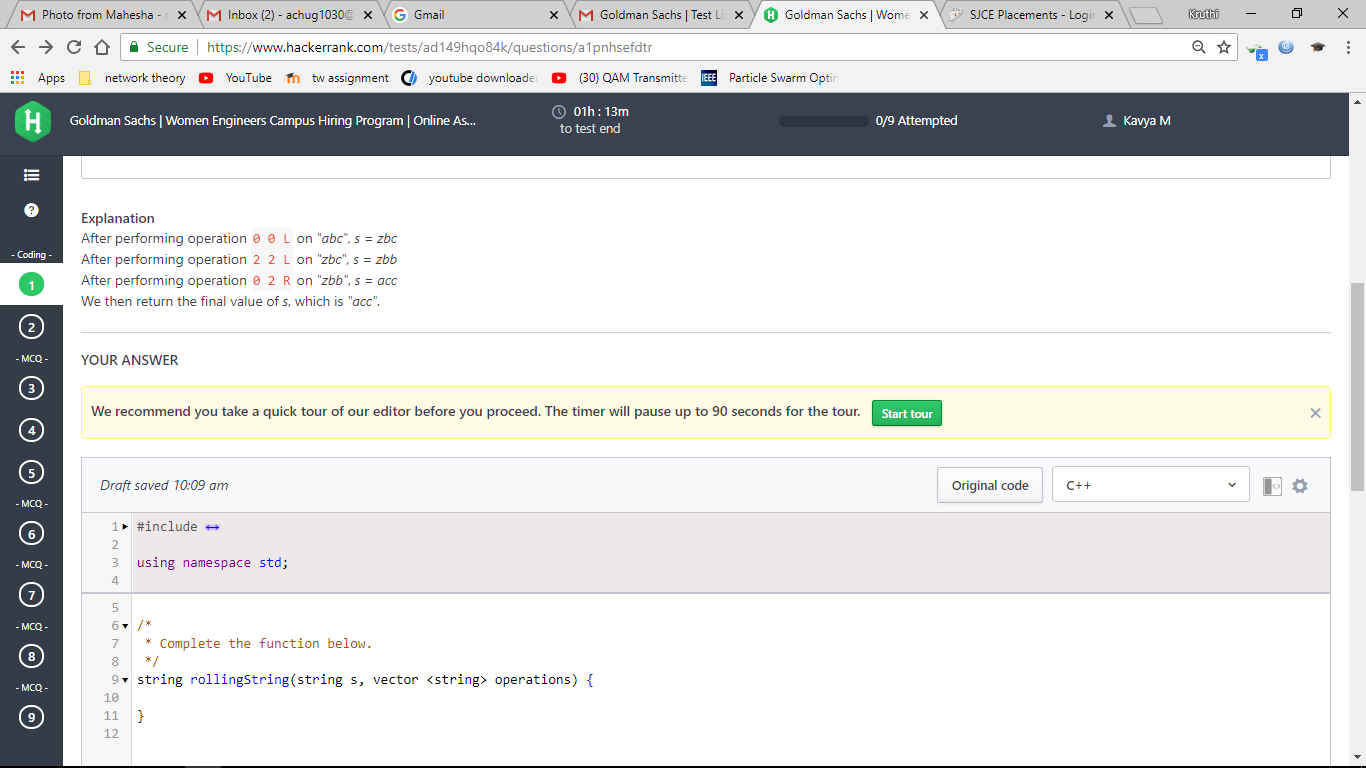 Photo from Mahesha -
Inbox (2) - achug1030@
Gmail
Goldman Sachs | Test Li
Goldman Sachs | Wome
SJCE Placements - Login
Kruthi
Secure https://www.hackerrank.com/tests/ad149hqo84k/questions/a1pnhsefdtr
Apps network theory YouTube tw assignment youtube downloader (30) QAM Transmitte IEEE Particle Swarm Optin
Goldman Sachs | Women Engineers Campus Hiring Program | Online As...
01h : 13m
to test end
0/9 Attempted
Kavya M
Explanation
After performing operation 0 0 L on "abc", s = zbc
After performing operation 2 2 L on "zbc", s = zbb
After performing operation 0 2 R on "zbb", s = acc
We then return the final value of s, which is "acc".
- Coding -
1
2
- MCQ -
3
4
5
- MCQ -
6
- MCQ -
7
- MCQ -
8
- MCQ -
9
YOUR ANSWER
We recommend you take a quick tour of our editor before you proceed. The timer will pause up to 90 seconds for the tour. Start tour
Draft saved 10:09 am
Original code
C++
1 #include
2
3 using namespace std;
4
5
6 /*
7 * Complete the function below.
8 */
9 string rollingString(string s, vector <string> operations) {
10
11 }
12